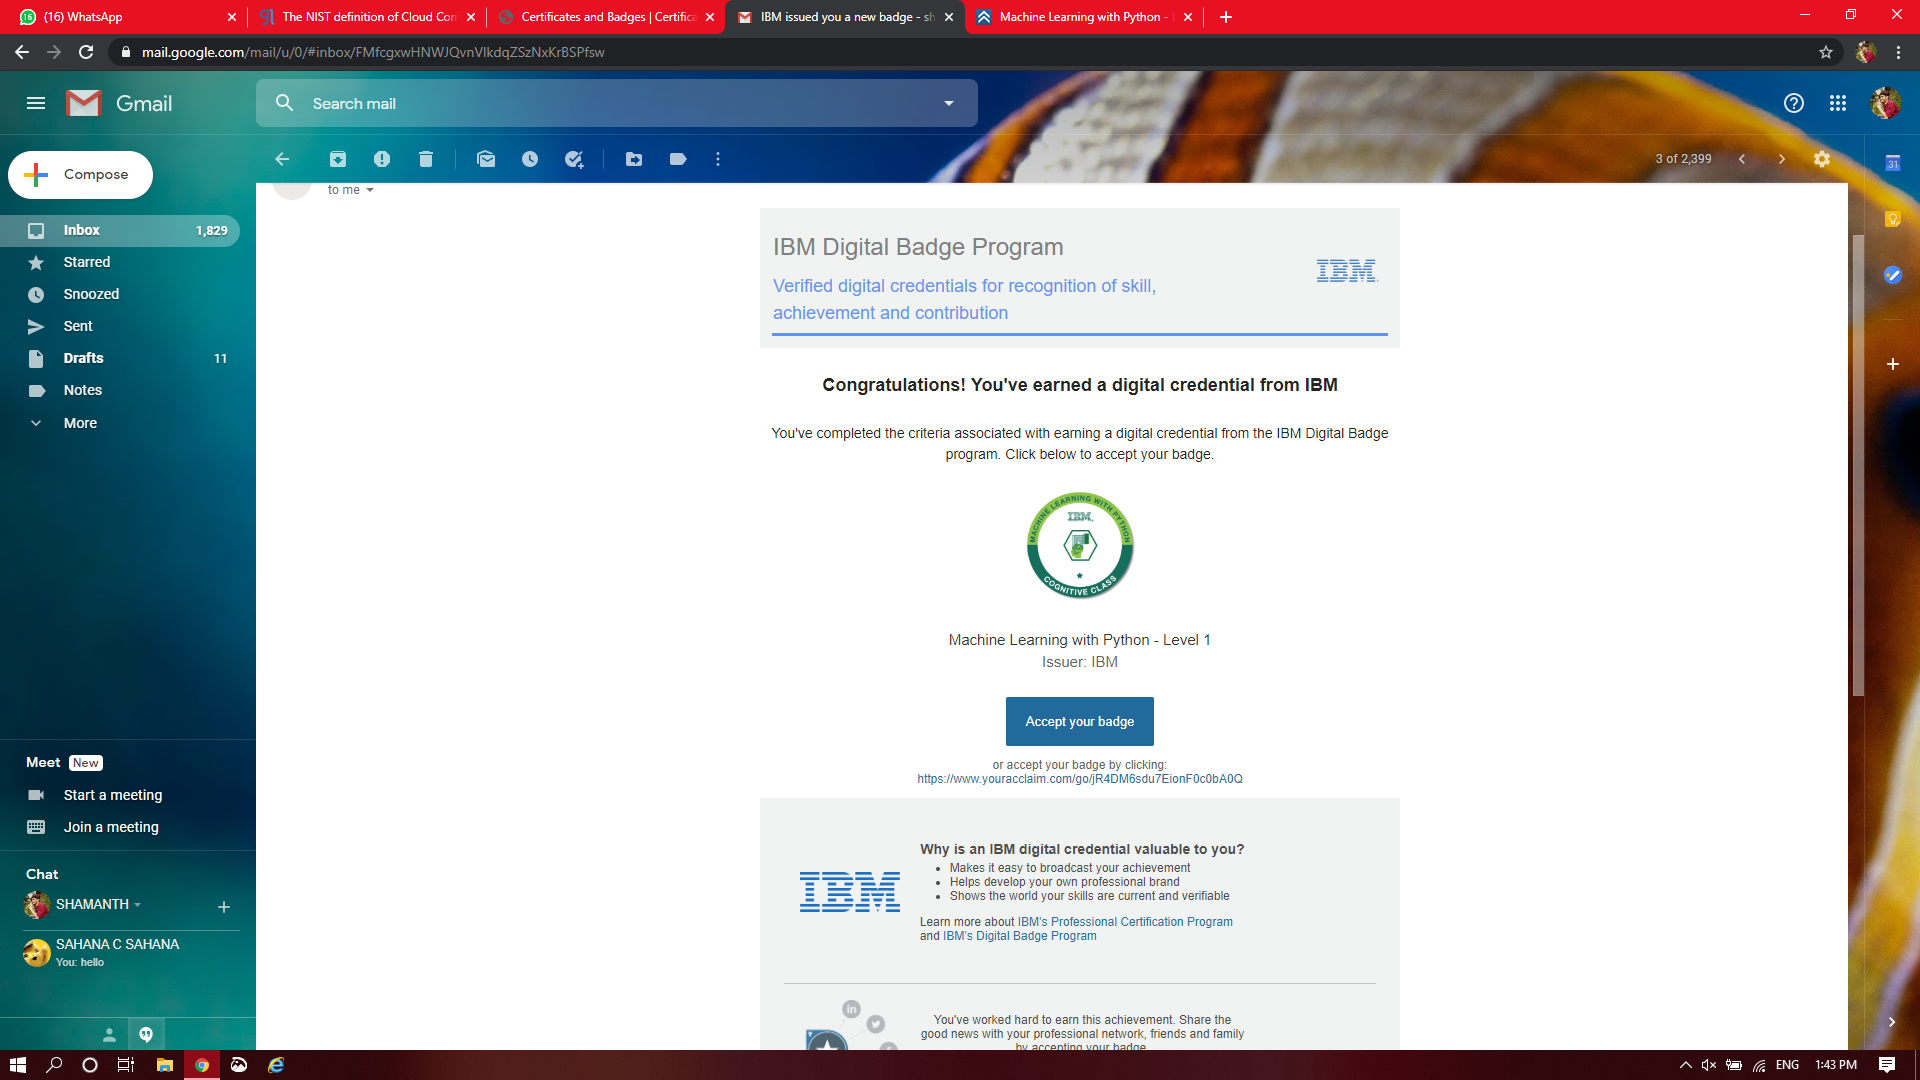 (16) WhatsApp
The NIST definition of Cloud Com
Certificates and Badges | Certifica
IBM issued you a new badge - sh
Machine Learning with Python -
mail.google.com/mail/u/0/#inbox/FMfcgxwHNWJQvnVlkdqZSzNxKrBSPfsw
Gmail
Search mail
Compose
3 of 2,399
31
to me
Inbox 1,829
Starred
Snoozed
Sent
Drafts 11
Notes
More
IBM Digital Badge Program
IBM
Verified digital credentials for recognition of skill,
achievement and contribution
Congratulations! You've earned a digital credential from IBM
You've completed the criteria associated with earning a digital credential from the IBM Digital Badge
program. Click below to accept your badge.
MACHINE LEARNING WITH PYTHON
IBM
COGNITIVE CLASS
Machine Learning with Python - Level 1
Issuer: IBM
Accept your badge
or accept your badge by clicking:
https://www.youracclaim.com/go/jR4DM6sdu7EionF0c0bA0Q
Meet New
Start a meeting
Join a meeting
Chat
SHAMANTH
SAHANA C SAHANA
You: hello
IBM
Why is an IBM digital credential valuable to you?
• Makes it easy to broadcast your achievement
• Helps develop your own professional brand
• Shows the world your skills are current and verifiable
Learn more about IBM's Professional Certification Program
and IBM's Digital Badge Program
in
You've worked hard to earn this achievement. Share the
good news with your professional network, friends and family
by accepting your badge
ENG
1:43 PM